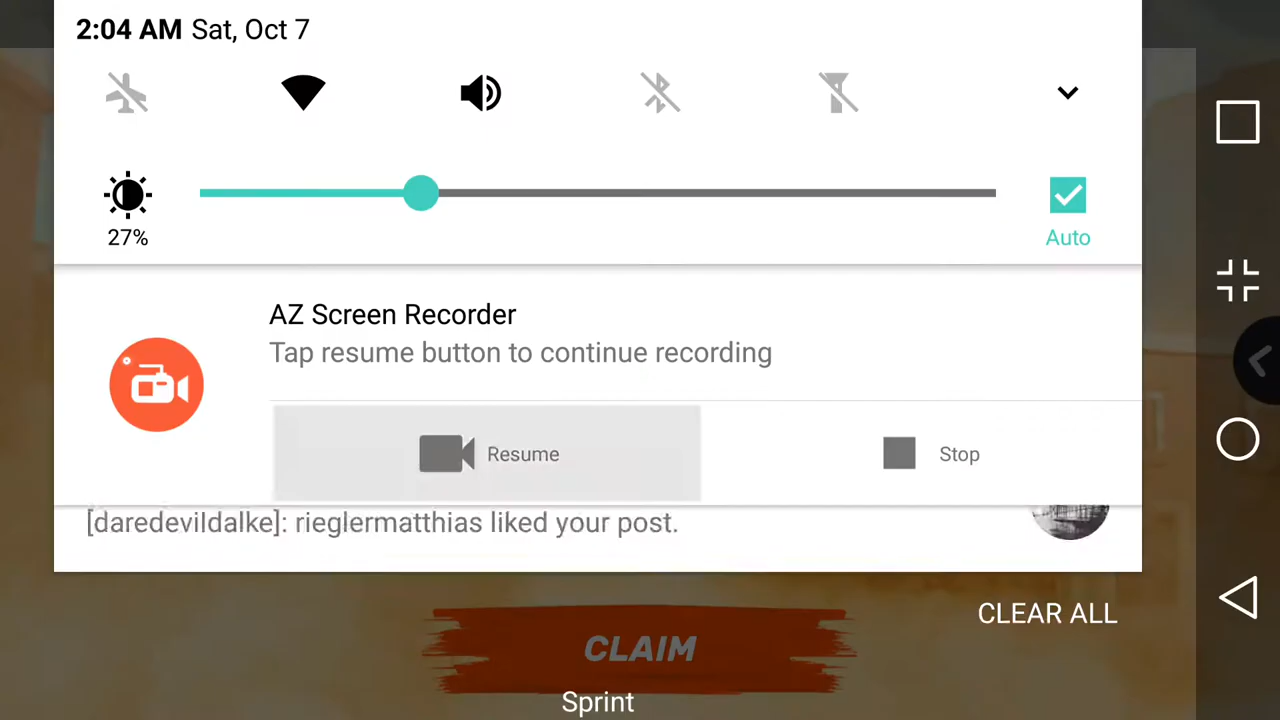 2:04 AM Sat, Oct 7
27%
Auto
AZ Screen Recorder
Tap resume button to continue recording
Resume
Stop
[daredevildalke]: rieglermatthias liked your post.
CLEAR ALL
CLAIM
Sprint